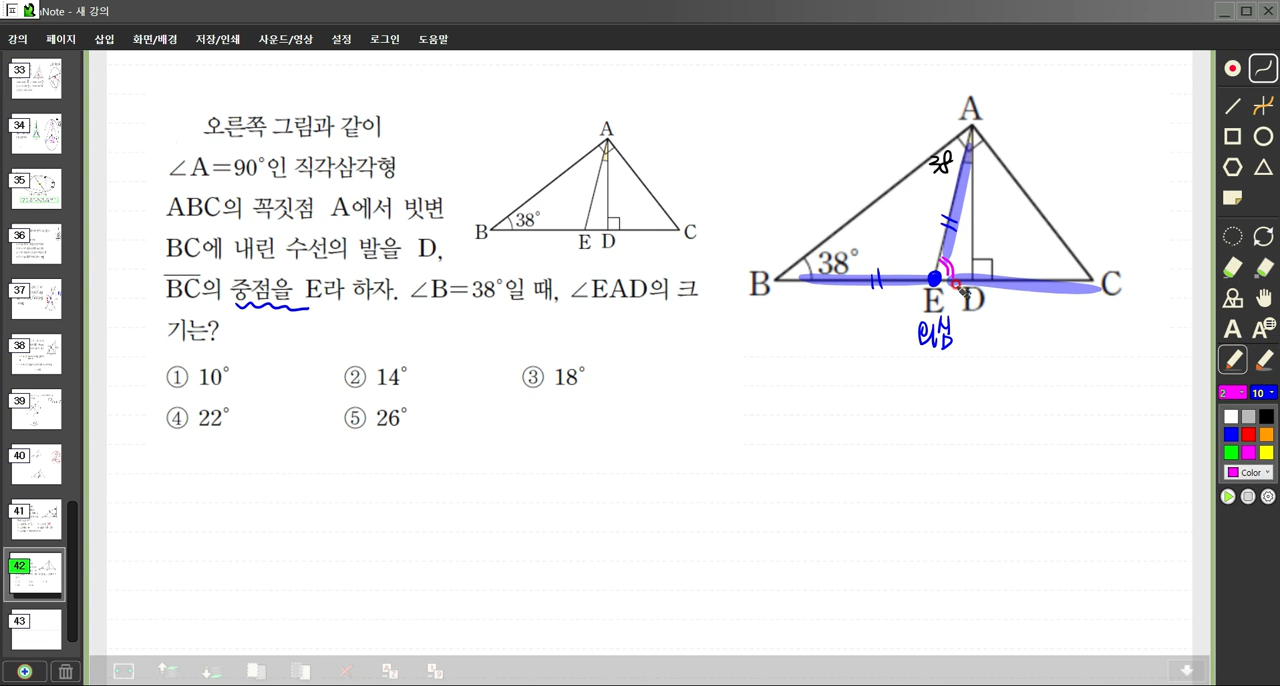 uNote - 새 강의
강의 페이지 삽입 화면/배경 저장/인쇄 사운드/영상 설정 로그인 도움말
33
34
35
36
37
38
39
40
41
42
43
오른쪽 그림과 같이
∠A=90°인 직각삼각형
ABC의 꼭짓점 A에서 빗변
BC에 내린 수선의 발을 D,
BC의 중점을 E라 하자. ∠B=38°일 때, ∠EAD의 크
기는?
① 10° ② 14° ③ 18°
④ 22° ⑤ 26°
A
38°
B E D C
A
38
38°
B E D C
외심
2 10
Color